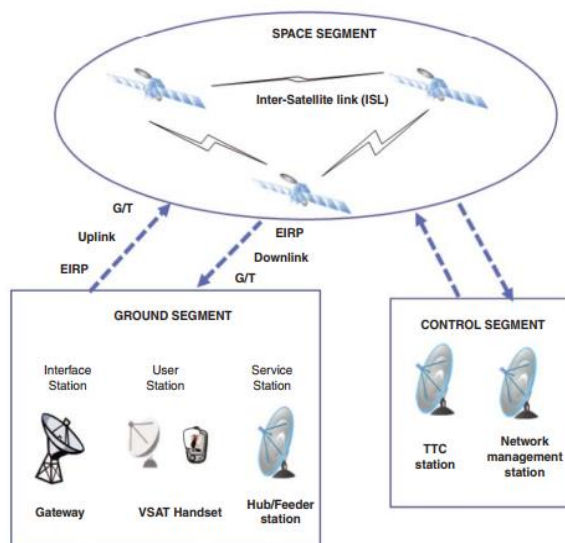 SPACE SEGMENT
Inter-Satellite link (ISL)
G/T
Uplink
EIRP
EIRP
Downlink
G/T
GROUND SEGMENT
Interface
Station
User
Station
Service
Station
Gateway
VSAT Handset
Hub/Feeder
station
CONTROL SEGMENT
TTC
station
Network
management
station